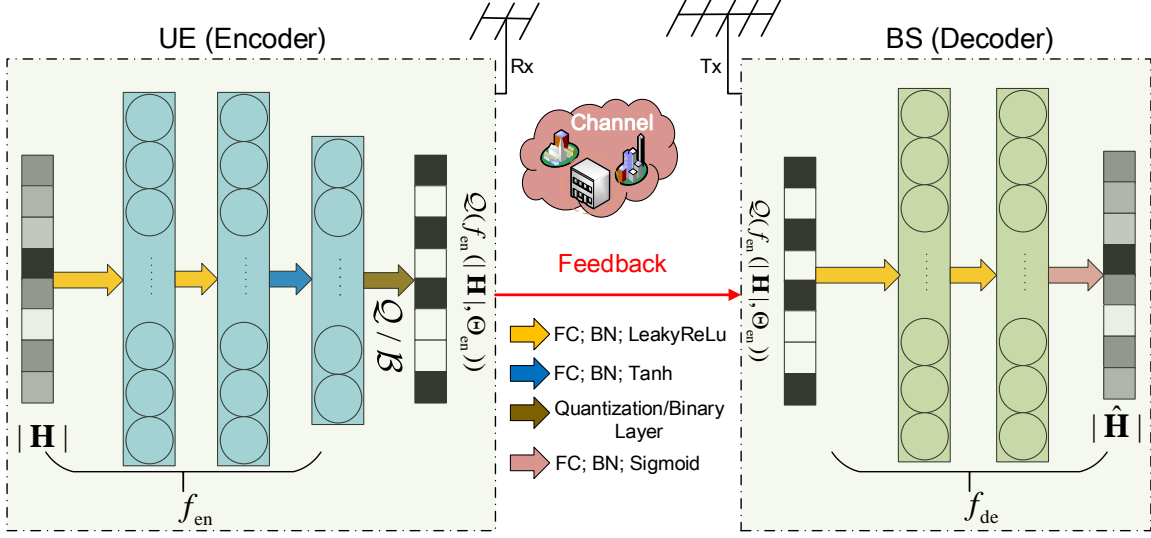 UE (Encoder)
Rx
Tx
BS (Decoder)
Channel
Feedback
FC; BN; LeakyReLu
FC; BN; Tanh
Quantization/Binary
Layer
FC; BN; Sigmoid
| H |
f_en
Q / B
Q(f_en(| H |, Θ_en))
Q(f_en(| H |, Θ_en))
f_de
| Ĥ |